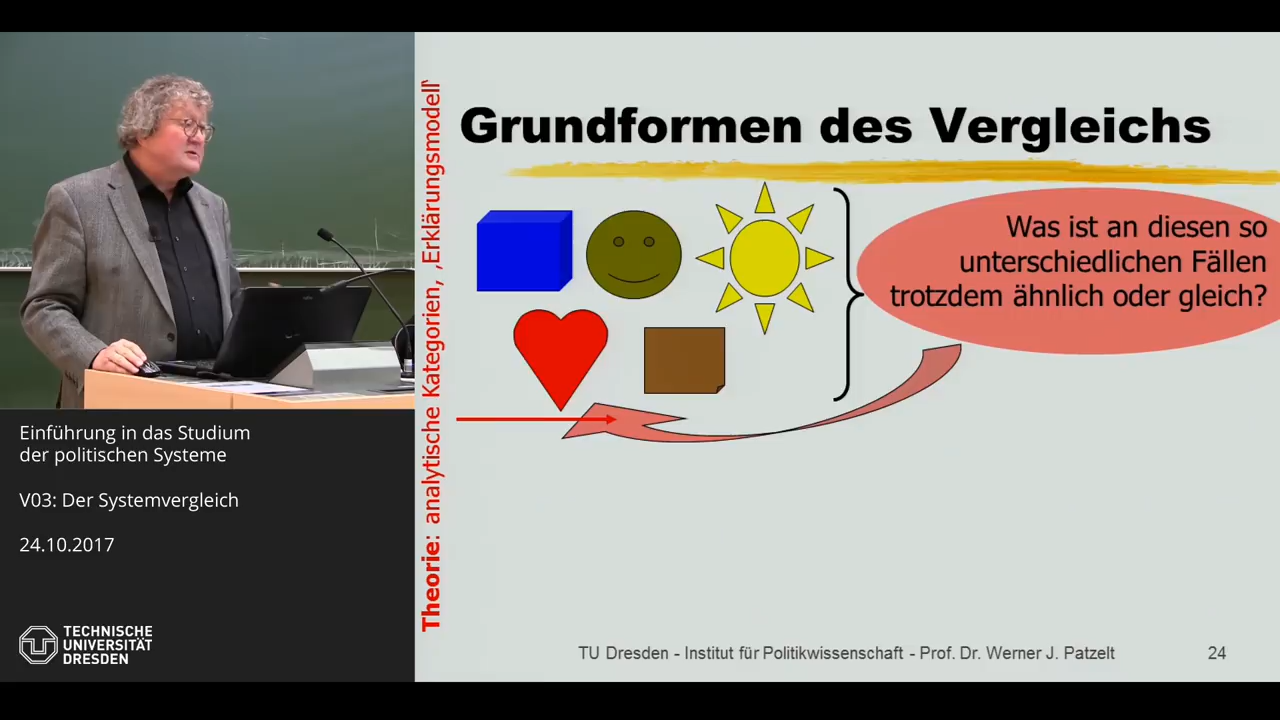 Grundformen des Vergleichs
Was ist an diesen so
unterschiedlichen Fällen
trotzdem ähnlich oder gleich?
Theorie: analytische Kategorien, ‚Erklärungsmodell‘
Einführung in das Studium
der politischen Systeme
V03: Der Systemvergleich
24.10.2017
TECHNISCHE
UNIVERSITÄT
DRESDEN
TU Dresden - Institut für Politikwissenschaft - Prof. Dr. Werner J. Patzelt
24